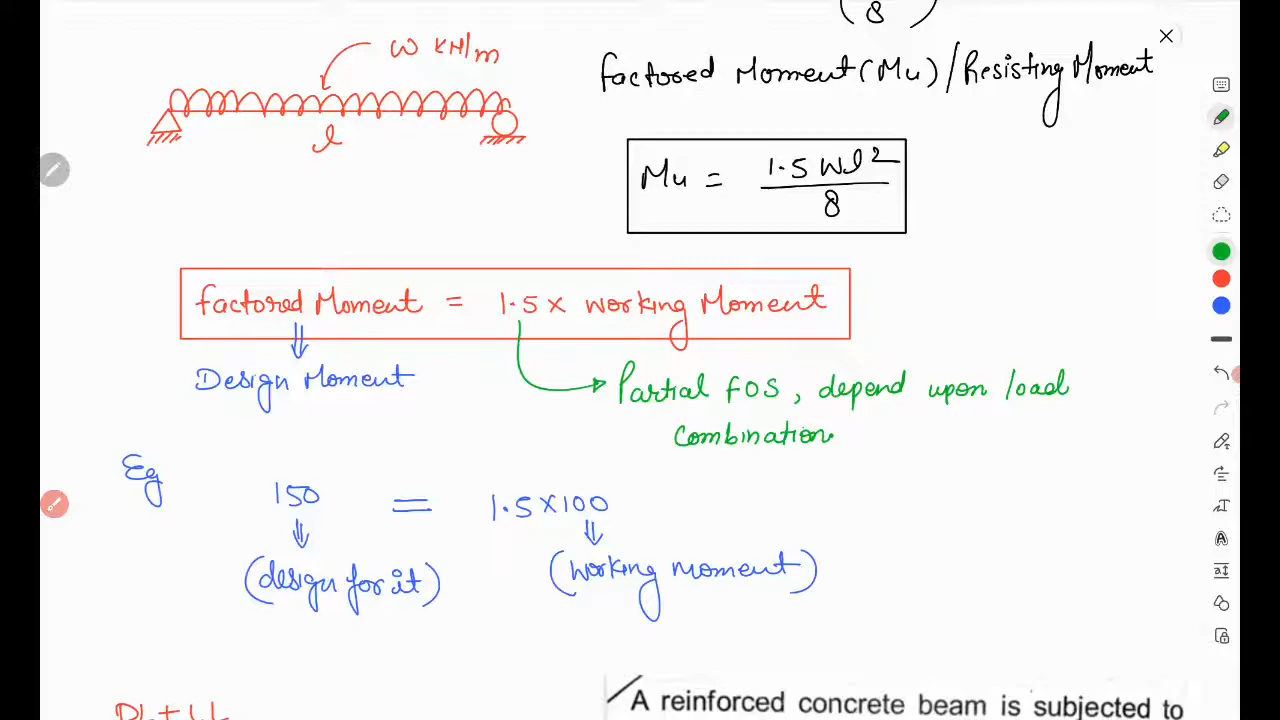 8
w kN/m
l
factored Moment (Mu) / Resisting Moment
Mu = 1.5 wl² / 8
factored Moment = 1.5 x working Moment
Design Moment
Partial FOS, depend upon load
combination
Eg
150 = 1.5 x 100
(design for it) (working moment)
A reinforced concrete beam is subjected to